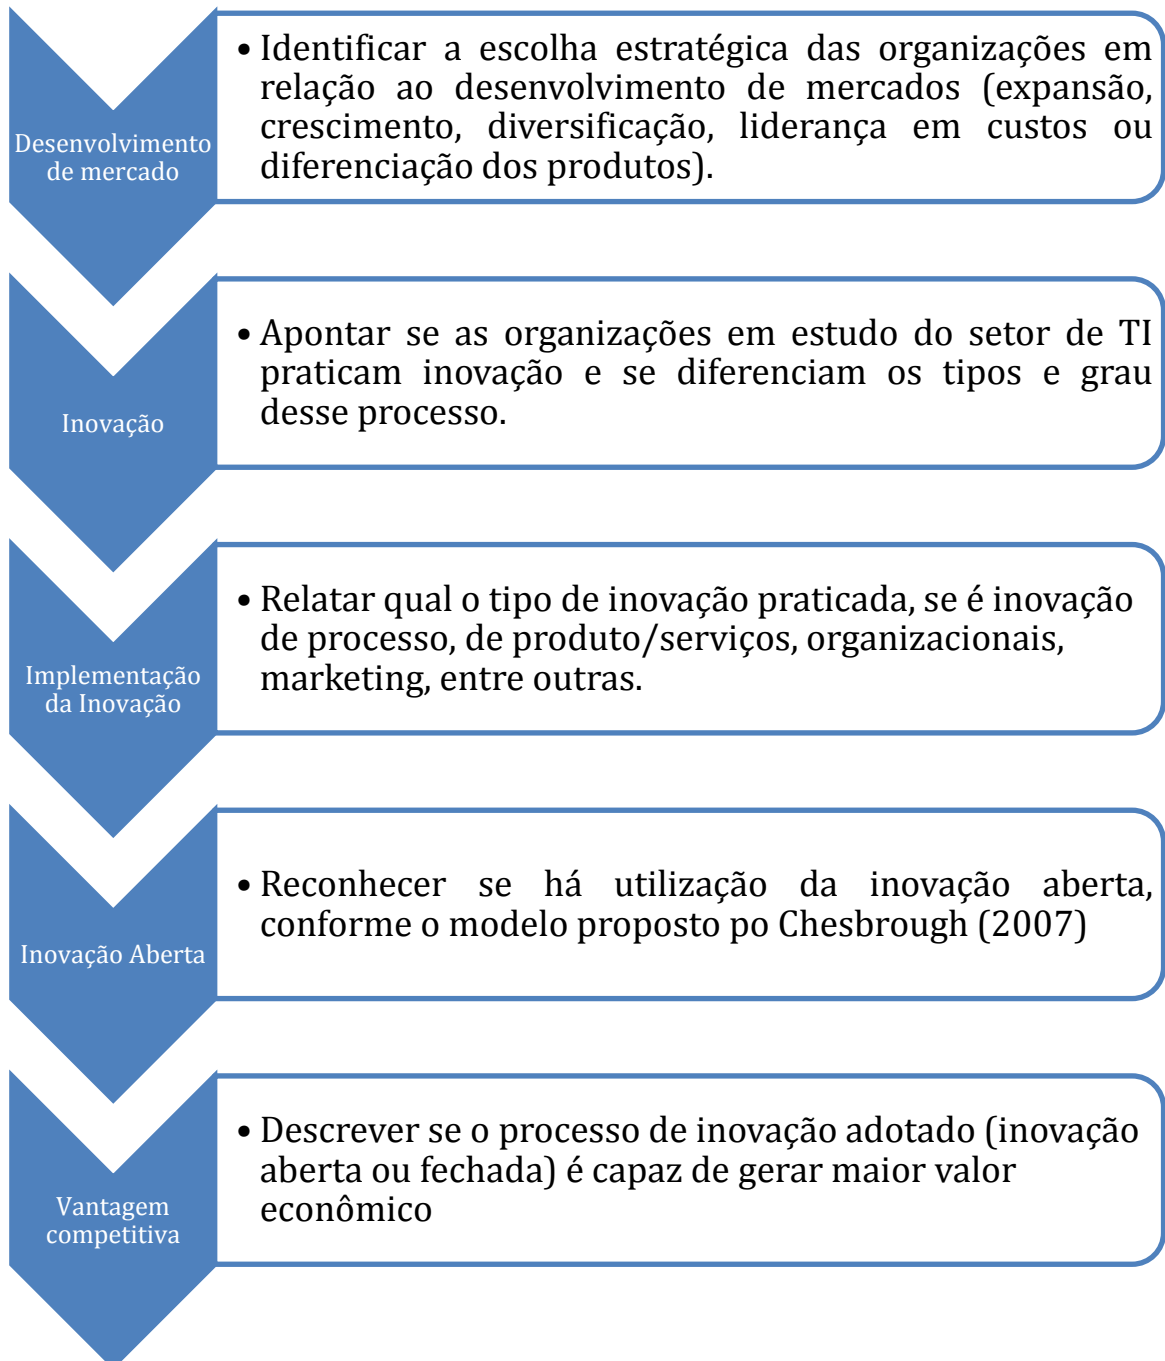 Desenvolvimento
de mercado
• Identificar a escolha estratégica das organizações em
relação ao desenvolvimento de mercados (expansão,
crescimento, diversificação, liderança em custos ou
diferenciação dos produtos).
Inovação
• Apontar se as organizações em estudo do setor de TI
praticam inovação e se diferenciam os tipos e grau
desse processo.
Implementação
da Inovação
• Relatar qual o tipo de inovação praticada, se é inovação
de processo, de produto/serviços, organizacionais,
marketing, entre outras.
Inovação Aberta
• Reconhecer se há utilização da inovação aberta,
conforme o modelo proposto po Chesbrough (2007)
Vantagem
competitiva
• Descrever se o processo de inovação adotado (inovação
aberta ou fechada) é capaz de gerar maior valor
econômico